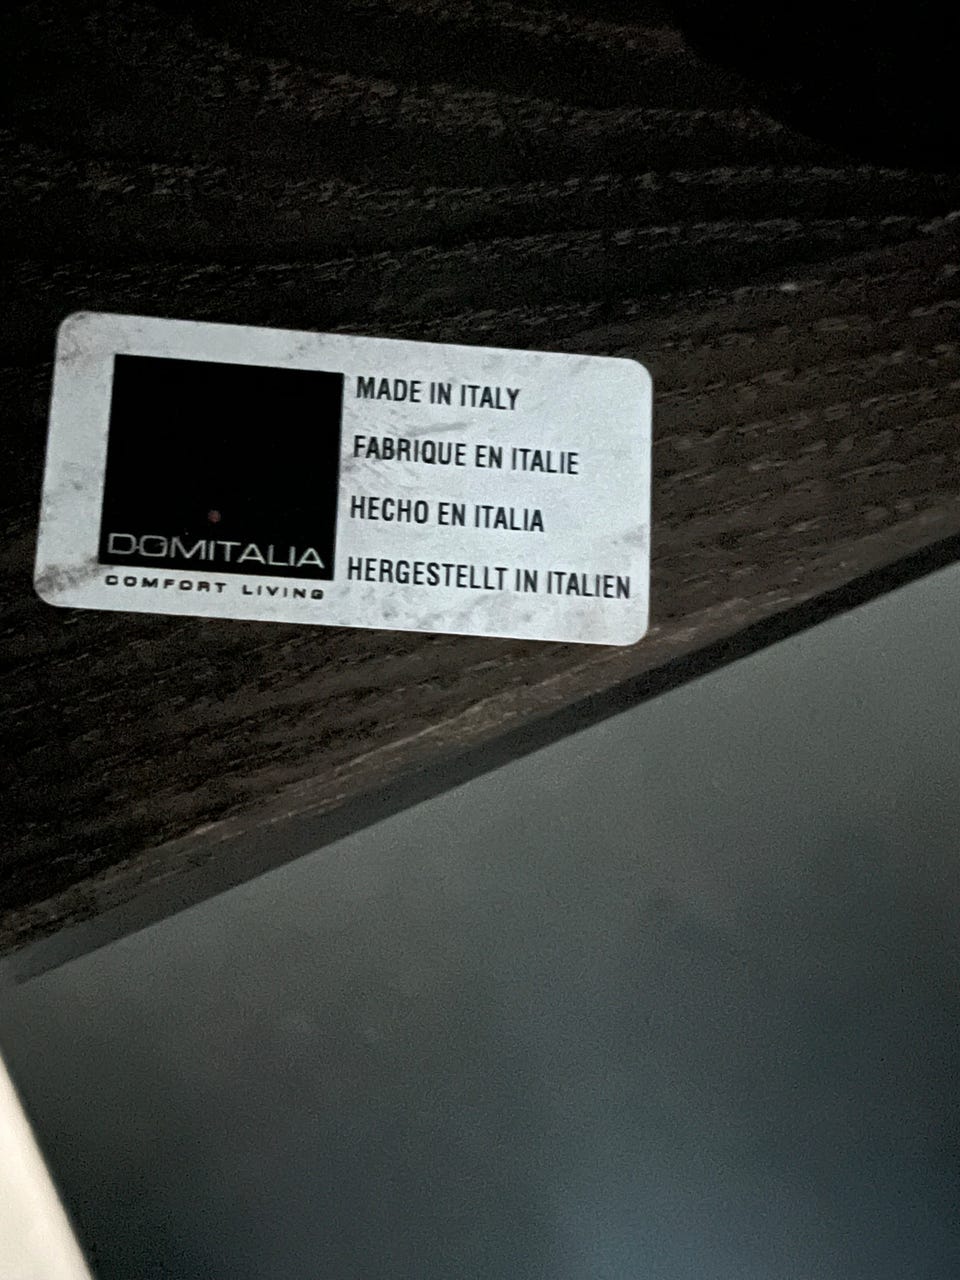 DOMITALIA
COMFORT LIVING
MADE IN ITALY
FABRIQUE EN ITALIE
HECHO EN ITALIA
HERGESTELLT IN ITALIEN